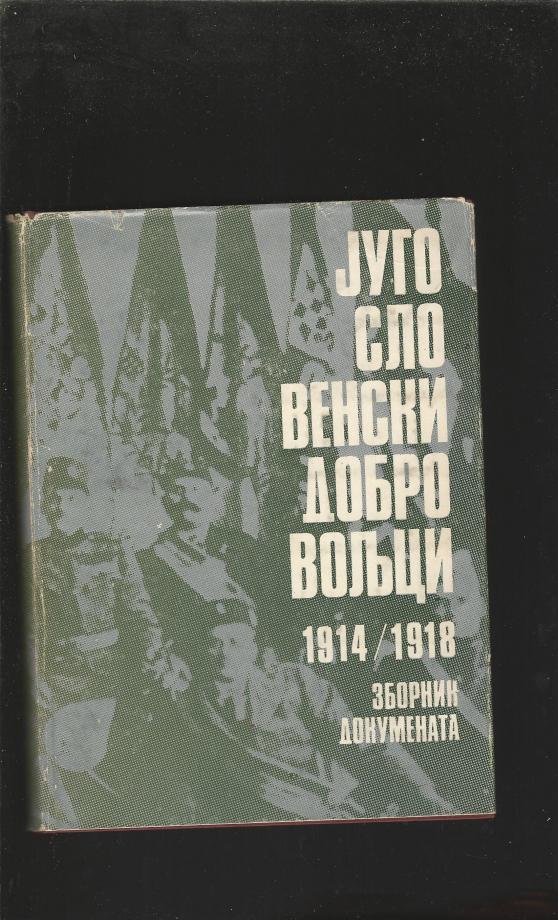 ЈУГО
СЛО
ВЕНСКИ
ДОБРО
ВОЉЦИ
1914/1918
ЗБОРНИК
ДОКУМЕНАТА